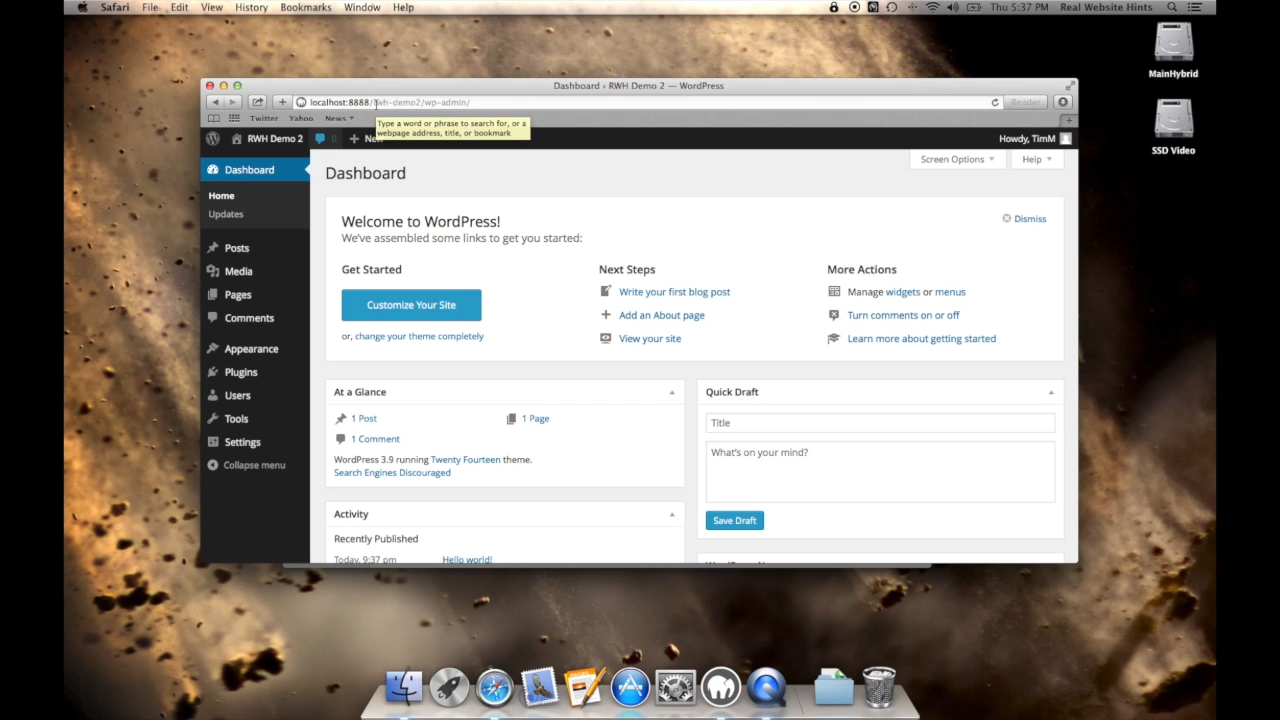 Safari File Edit View History Bookmarks Window Help Thu 5:37 PM Real Website Hints
MainHybrid
SSD Video
Dashboard ‹ RWH Demo 2 — WordPress
localhost:8888/rwh-demo2/wp-admin/ Reader
Twitter Yahoo News
Type a word or phrase to search for, or a
webpage address, title, or bookmark
RWH Demo 2 0 Howdy, TimM
Screen Options Help
Dashboard
Home
Updates
Posts
Media
Pages
Comments
Appearance
Plugins
Users
Tools
Settings
Collapse menu
Dashboard
Welcome to WordPress!
We've assembled some links to get you started:
Dismiss
Get Started
Customize Your Site
or, change your theme completely
Next Steps
Write your first blog post
Add an About page
View your site
More Actions
Manage widgets or menus
Turn comments on or off
Learn more about getting started
At a Glance
1 Post 1 Page
1 Comment
WordPress 3.9 running Twenty Fourteen theme.
Search Engines Discouraged
Activity
Recently Published
Today, 9:37 pm Hello world!
Quick Draft
Title
What's on your mind?
Save Draft